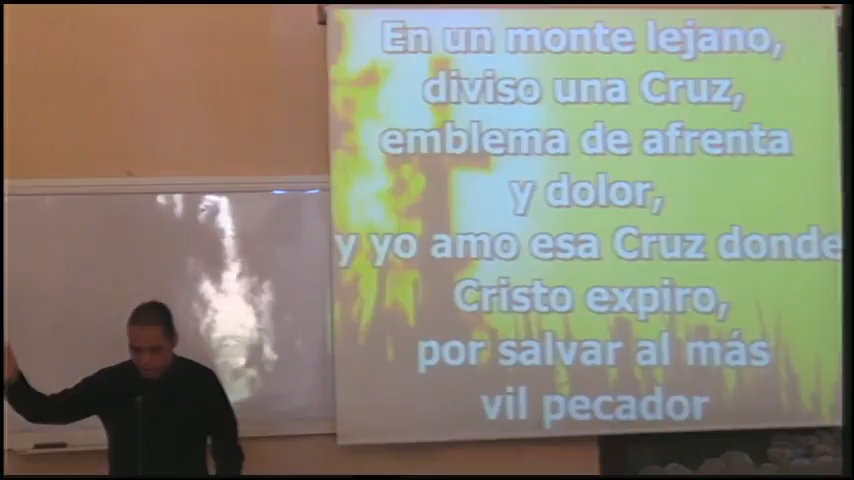 En un monte lejano,
diviso una Cruz,
emblema de afrenta
y dolor,
y yo amo esa Cruz donde
Cristo expiro,
por salvar al más
vil pecador